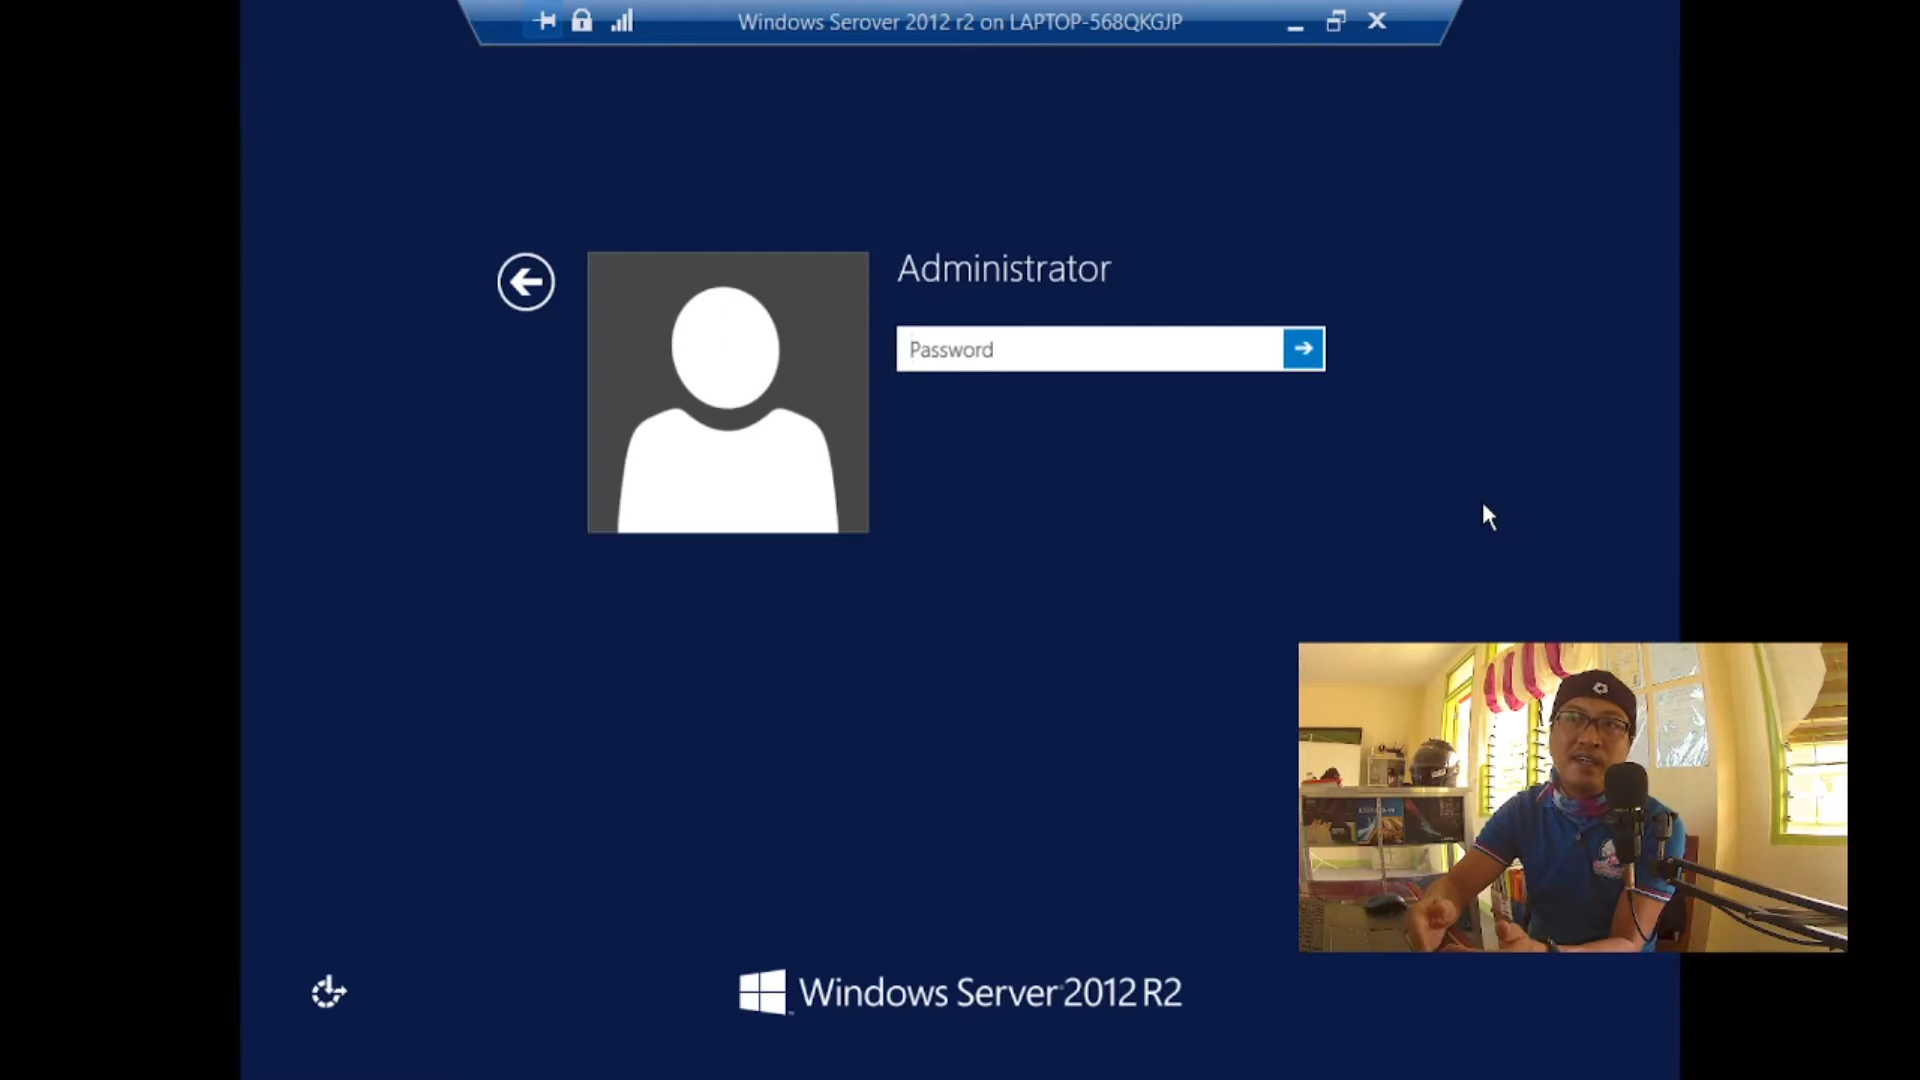 Windows Serover 2012 r2 on LAPTOP-568QKGJP
Administrator
Password
Windows Server 2012 R2